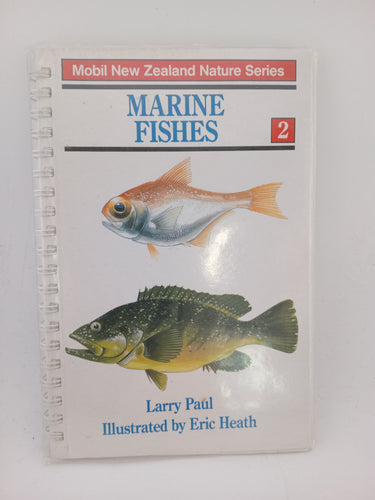 Mobil New Zealand Nature Series
MARINE
FISHES
2
Larry Paul
Illustrated by Eric Heath